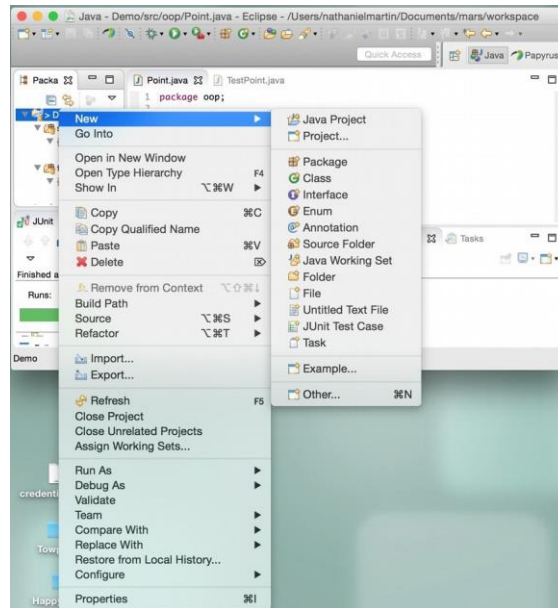 Java - Demo/src/oop/Point.java - Eclipse - /Users/nathanielmartin/Documents/mars/workspace
Quick Access
Java
Papyrus
Packa
Point.java
TestPoint.java
1 package oop;
> D
New
Go Into
Open in New Window
Open Type Hierarchy F4
Show In ⌥⌘W
Copy ⌘C
Copy Qualified Name
Paste ⌘V
Delete ⌦
Remove from Context ⌥⇧⌘↓
Build Path
Source ⌥⌘S
Refactor ⌥⌘T
Import...
Export...
Refresh F5
Close Project
Close Unrelated Projects
Assign Working Sets...
Run As
Debug As
Validate
Team
Compare With
Replace With
Restore from Local History...
Configure
Properties ⌘I
Java Project
Project...
Package
Class
Interface
Enum
Annotation
Source Folder
Java Working Set
Folder
File
Untitled Text File
JUnit Test Case
Task
Example...
Other... ⌘N
JUnit
Tasks
Finished a
Runs:
Demo
credenti
Tow
Happ